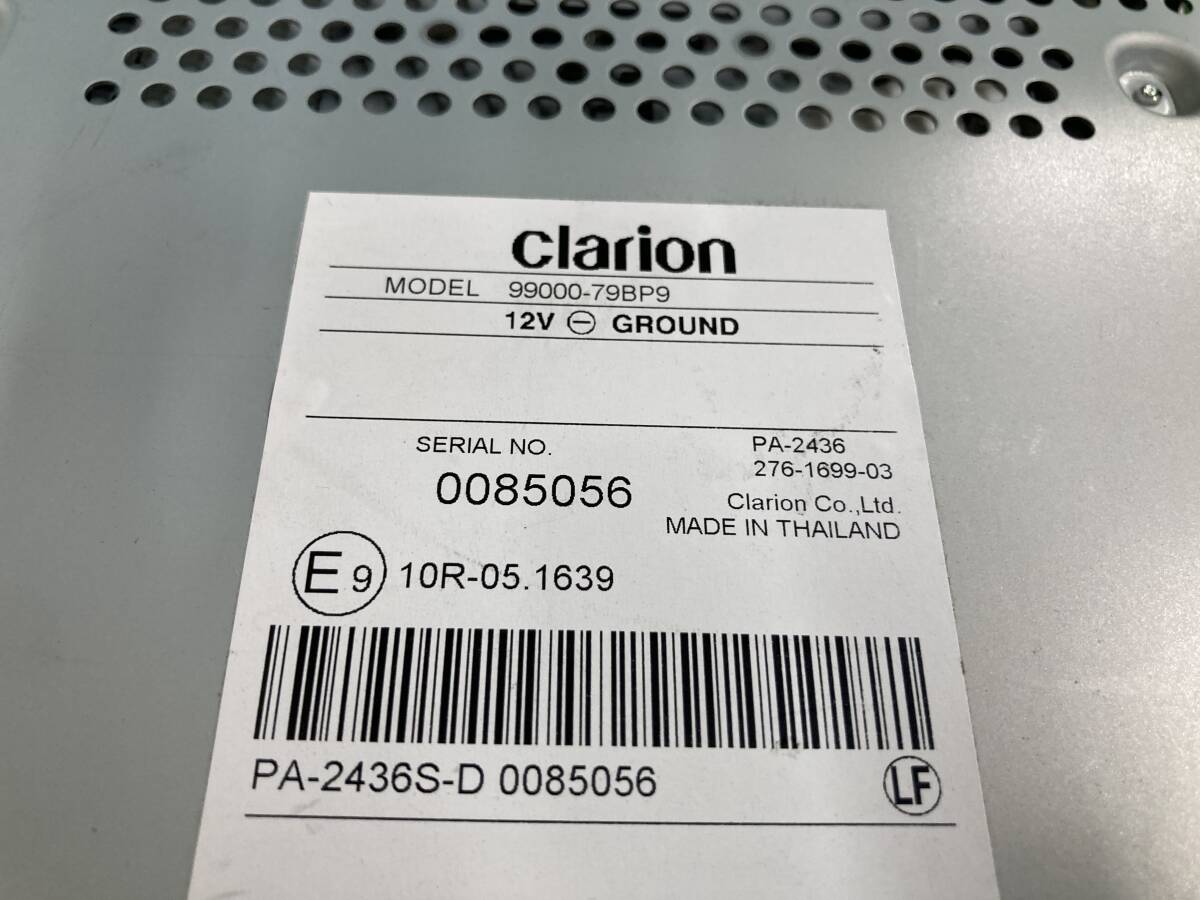 clarion
MODEL 99000-79BP9
12V ⊖ GROUND
SERIAL NO.
0085056
PA-2436
276-1699-03
Clarion Co.,Ltd.
MADE IN THAILAND
E9 10R-05.1639
PA-2436S-D 0085056
LF